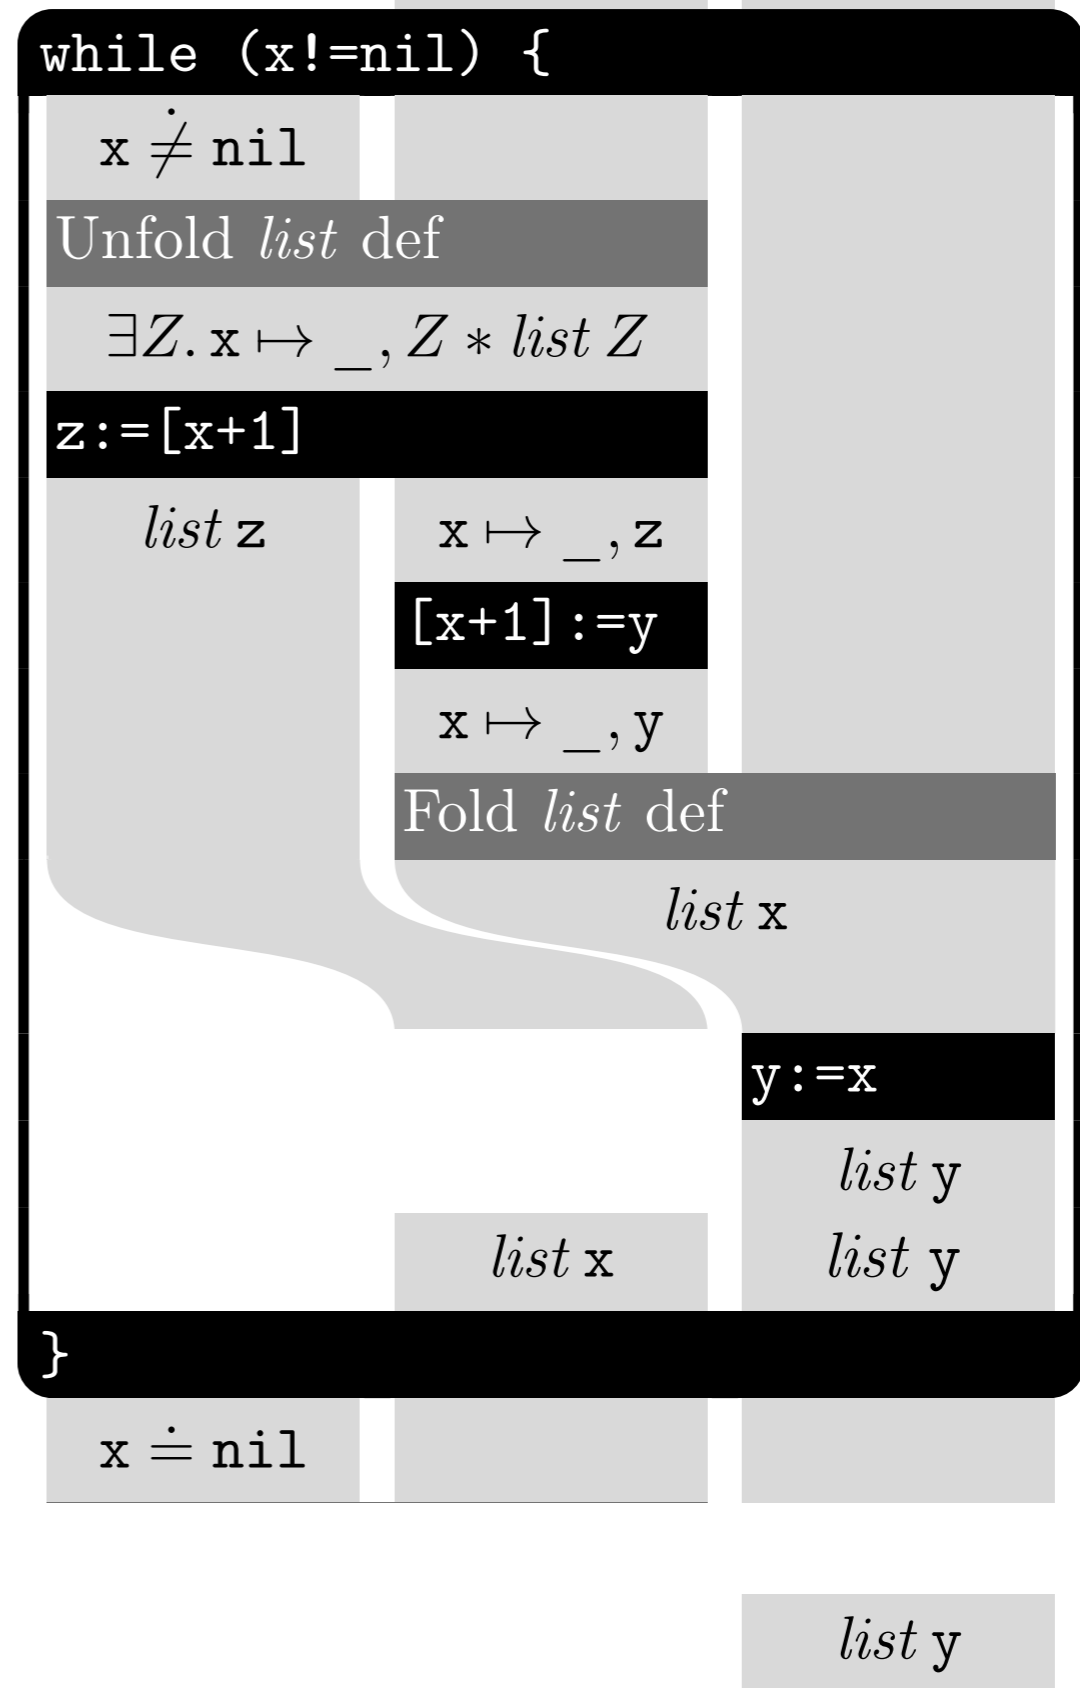 while (x!=nil) {
x ≐̸ nil
Unfold list def
∃Z. x ↦ _, Z * list Z
z:=[x+1]
list z x ↦ _, z
[x+1]:=y
x ↦ _, y
Fold list def
list x
y:=x
list y
list x list y
}
x ≐ nil
list y